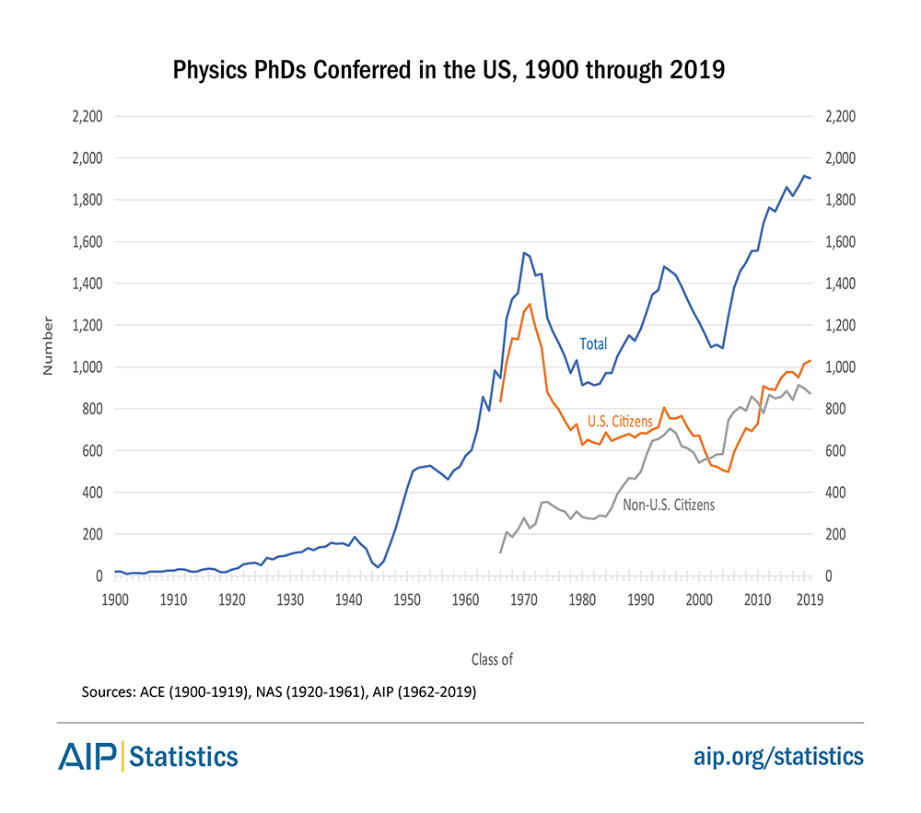 Physics PhDs Conferred in the US, 1900 through 2019
2,200 2,200
2,000 2,000
1,800 1,800
1,600 1,600
1,400 1,400
1,200 1,200
Number
Total
1,000 1,000
800 800
U.S. Citizens
600 600
400 400
Non-U.S. Citizens
200 200
0 0
1900 1910 1920 1930 1940 1950 1960 1970 1980 1990 2000 2010 2019
Class of
Sources: ACE (1900-1919), NAS (1920-1961), AIP (1962-2019)
AIP Statistics
aip.org/statistics